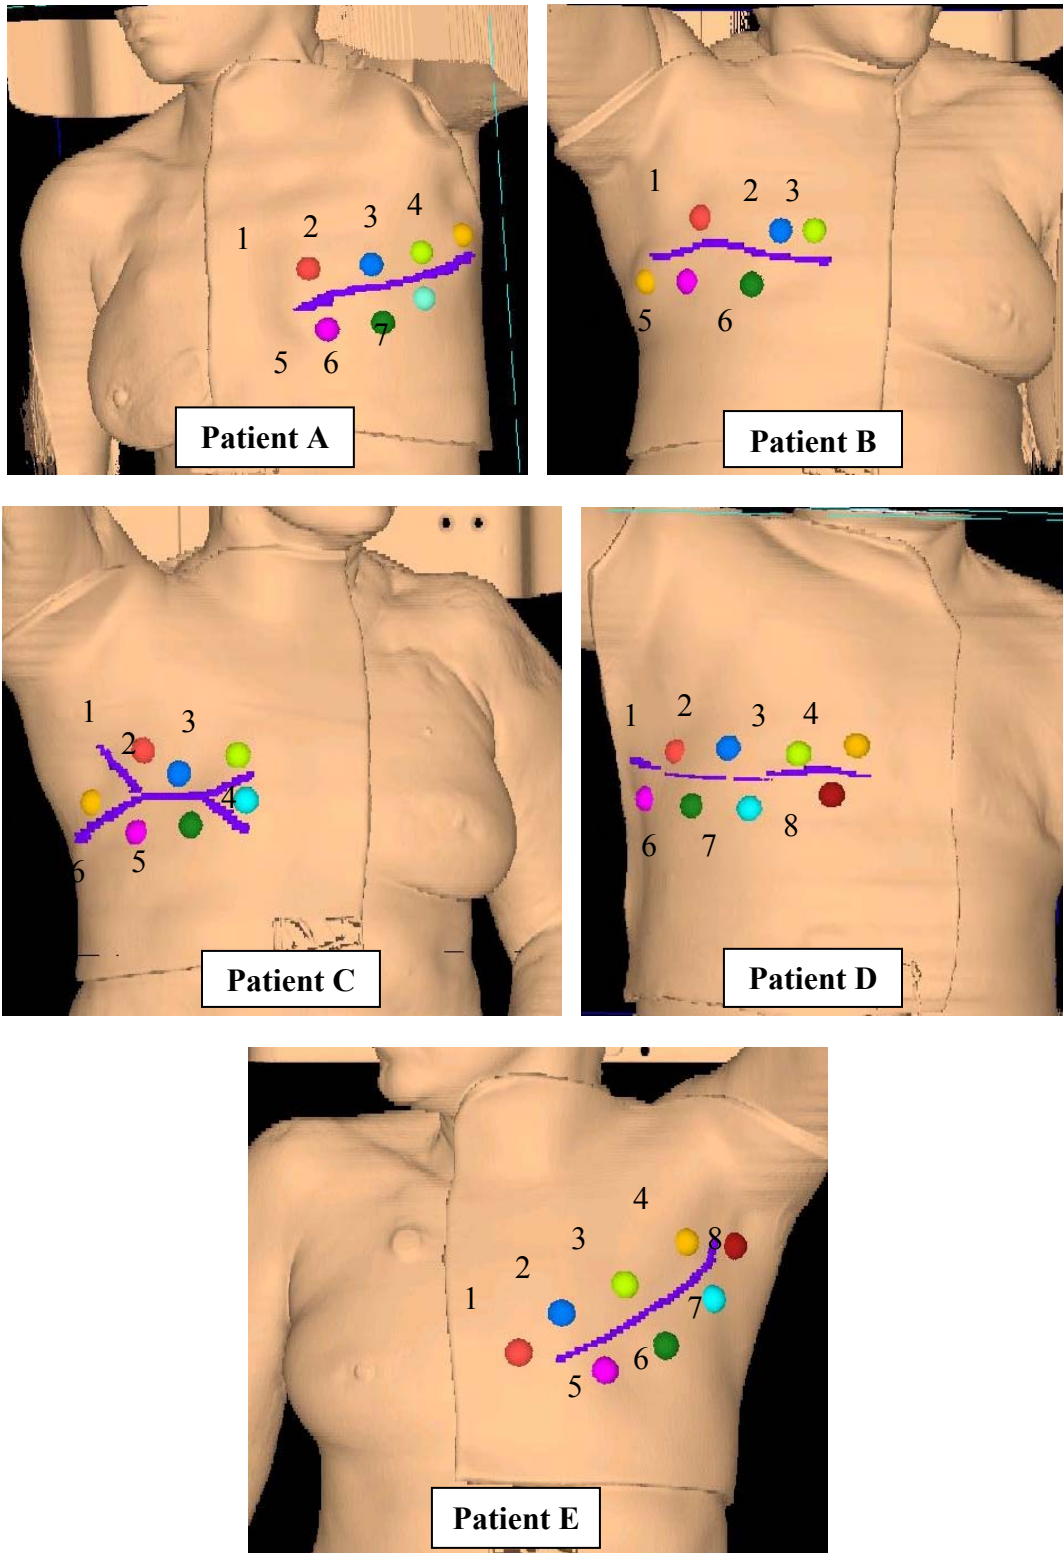 1 2 3 4
5 6 7
Patient A
1 2 3
5 6
Patient B
1 2 3
4
6 5
Patient C
1 2 3 4
6 7 8
Patient D
4
3 8
2
1 7
5 6
Patient E